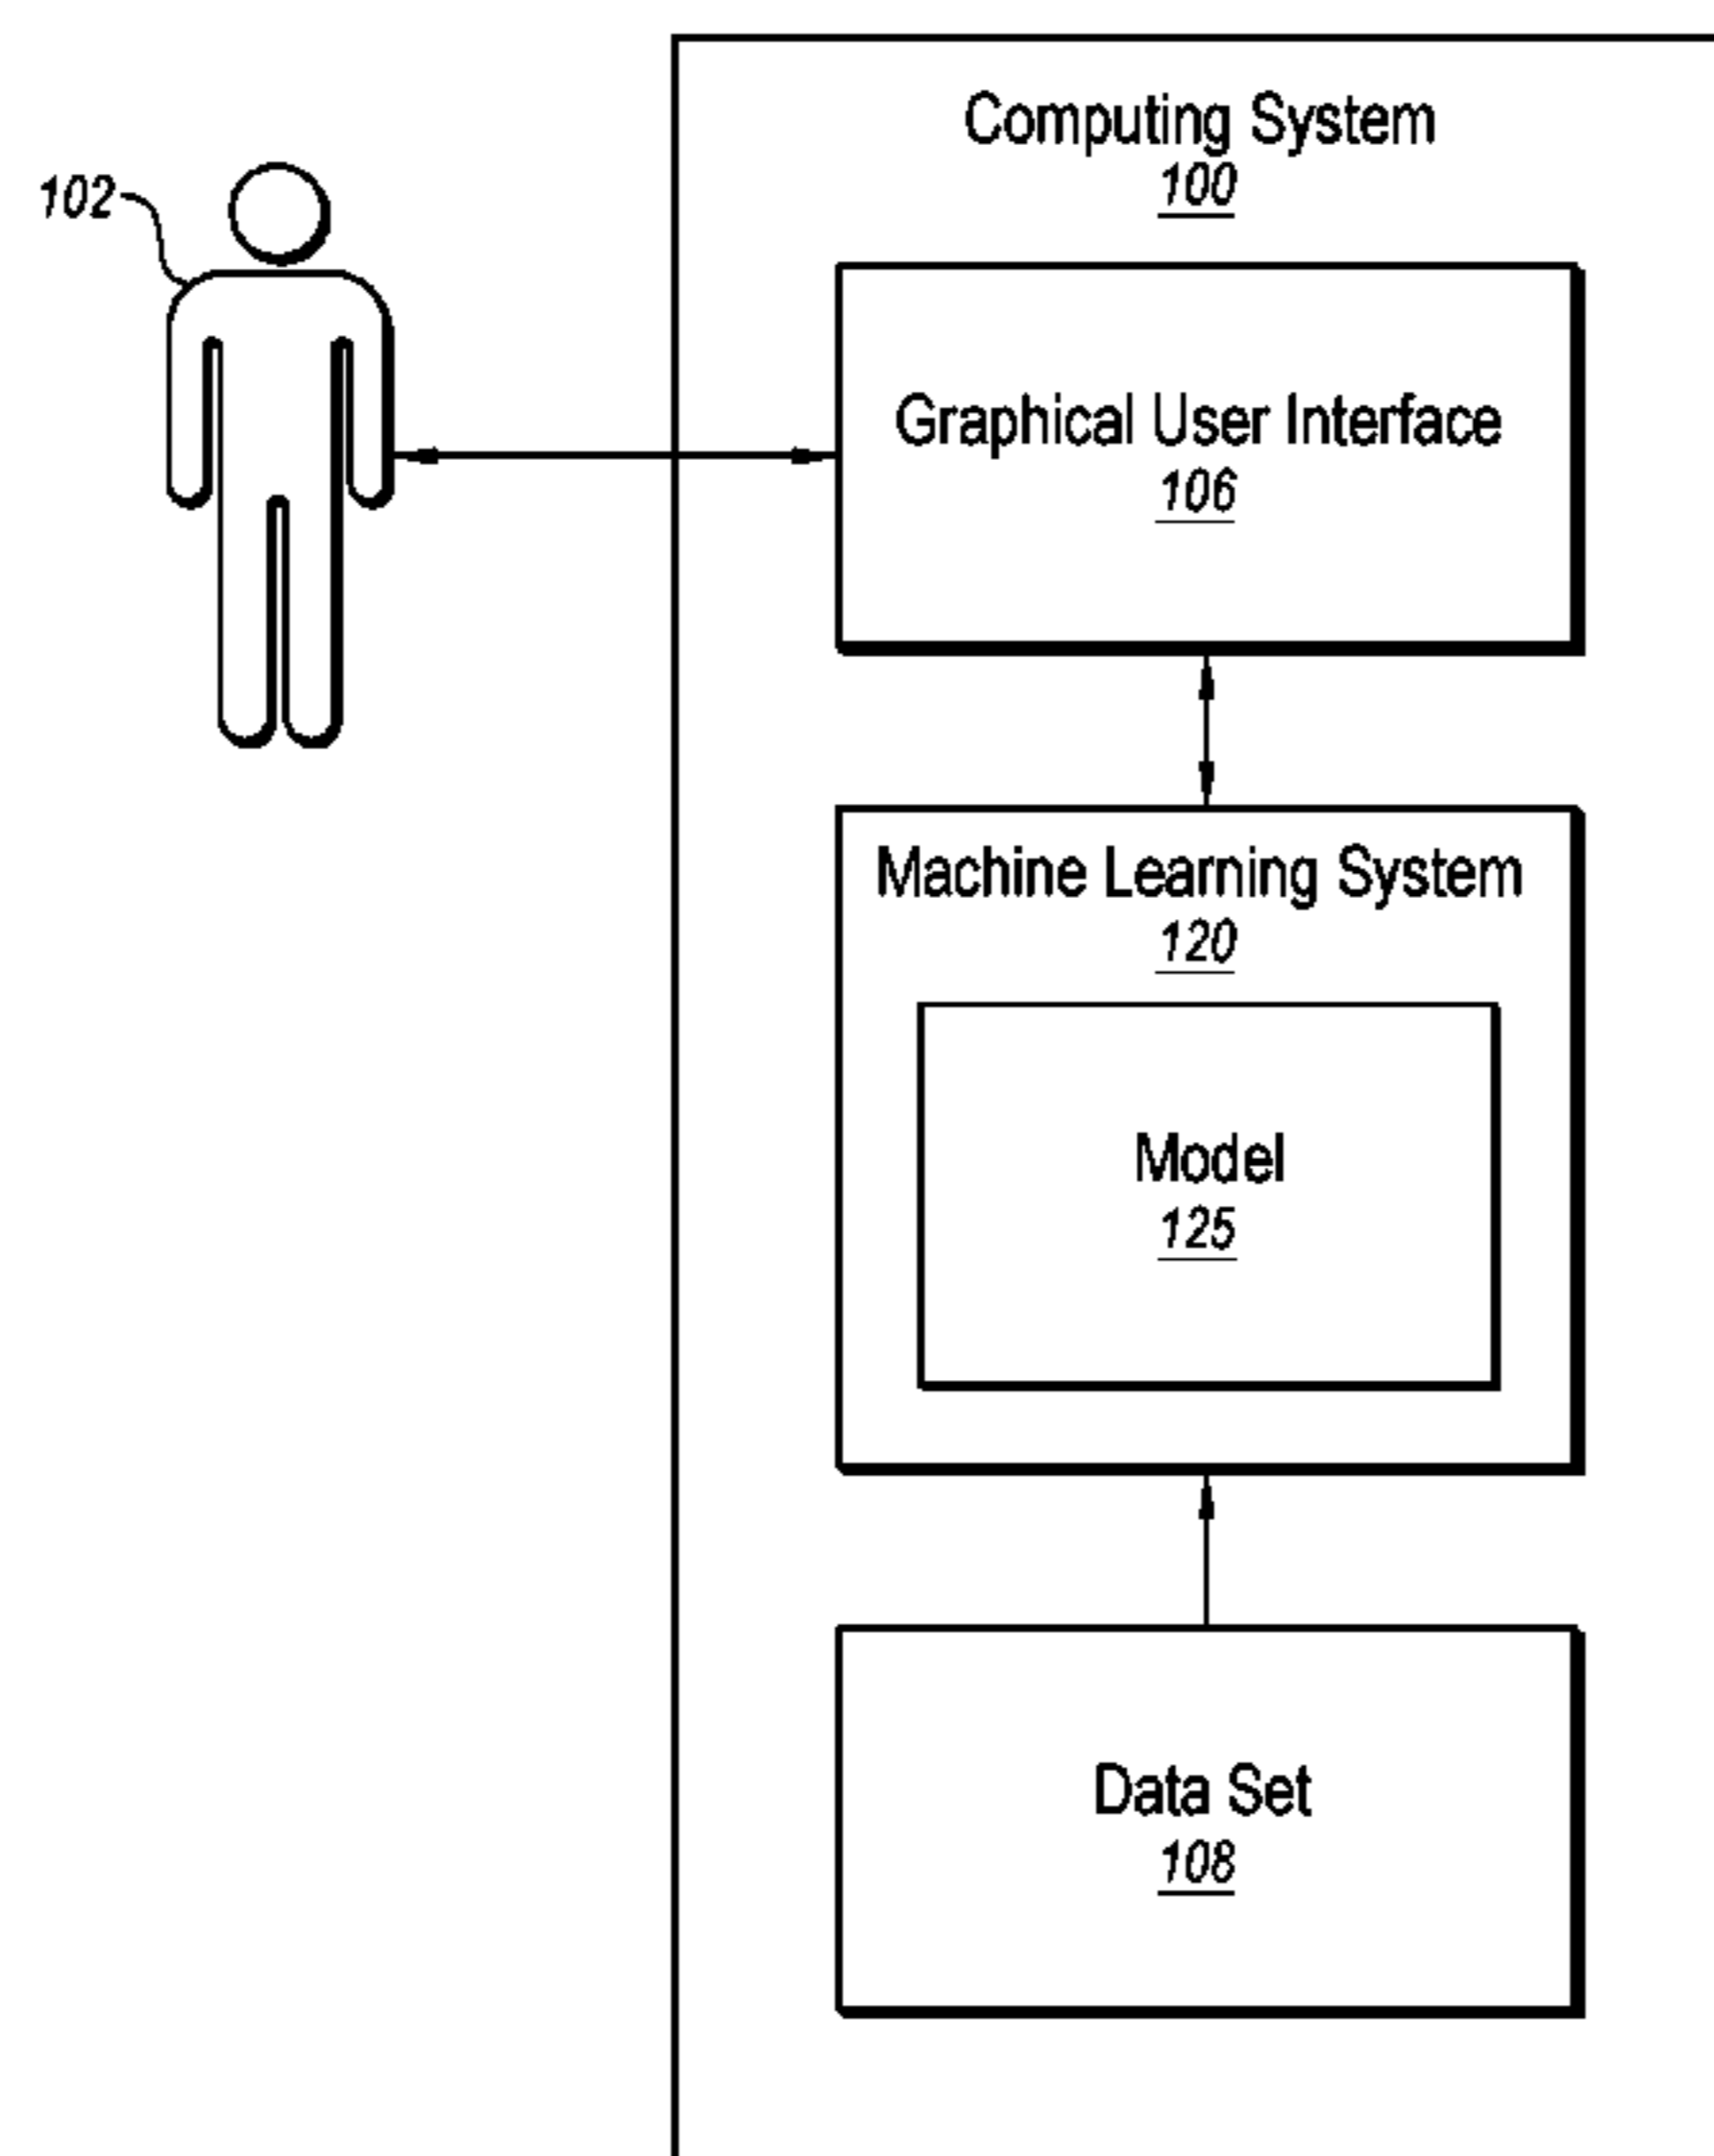 Computing System
100
102
Graphical User Interface
106
Machine Learning System
120
Model
125
Data Set
108